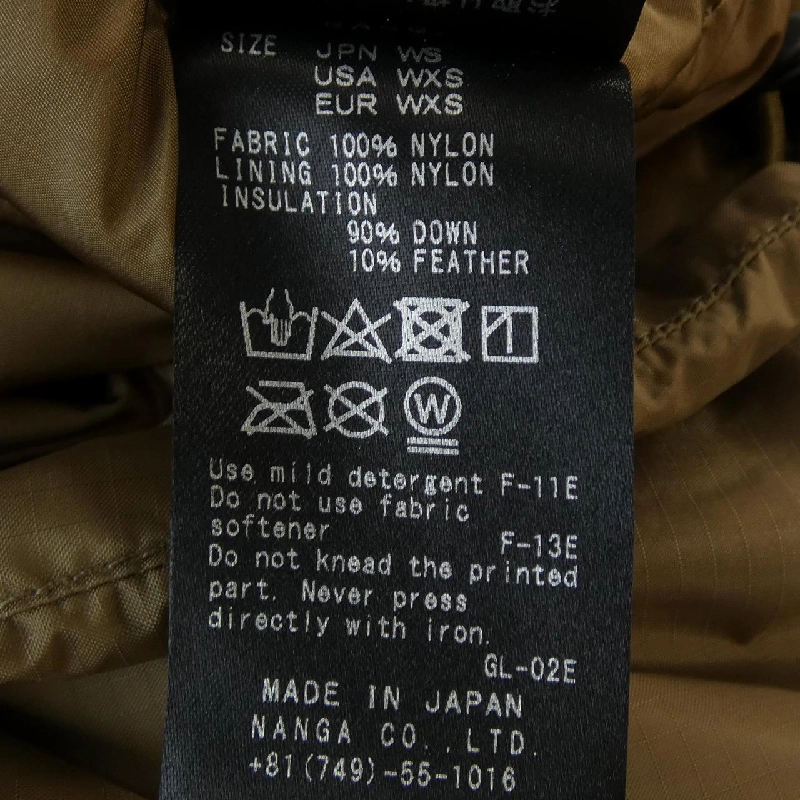 SIZE JPN WS
USA WXS
EUR WXS
FABRIC 100% NYLON
LINING 100% NYLON
INSULATION
90% DOWN
10% FEATHER
W
Use mild detergent F-11E
Do not use fabric
softener
F-13E
Do not knead the printed
part. Never press
directly with iron.
GL-02E
MADE IN JAPAN
NANGA CO.,LTD.
+81(749)-55-1016